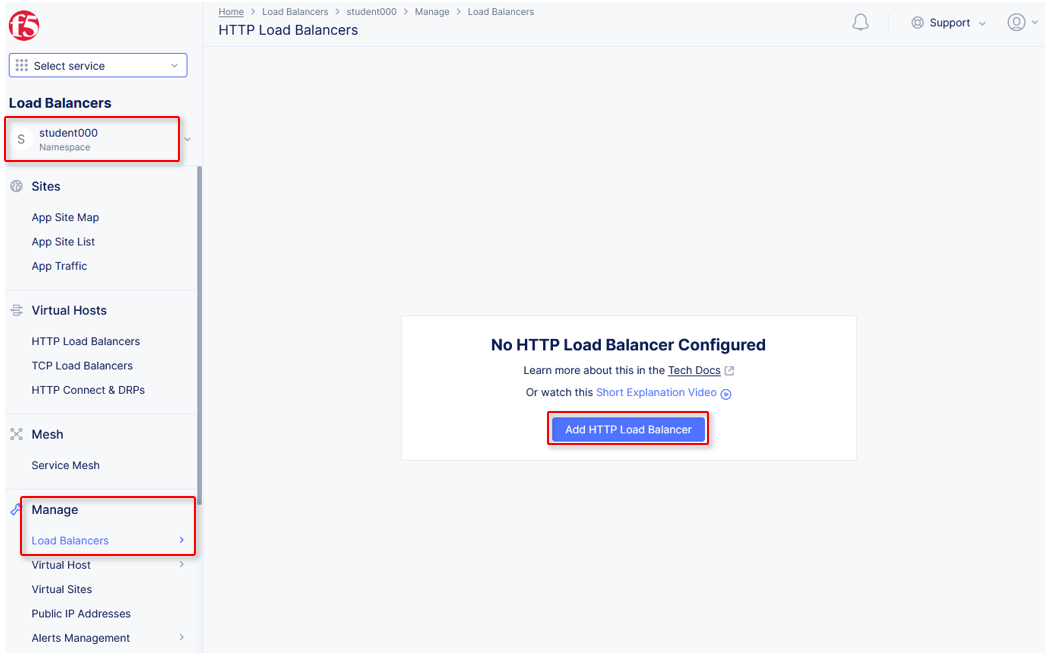 f5
Home > Load Balancers > student000 > Manage > Load Balancers
HTTP Load Balancers
Support
Select service
Load Balancers
S
student000
Namespace
Sites
App Site Map
App Site List
App Traffic
Virtual Hosts
HTTP Load Balancers
TCP Load Balancers
HTTP Connect & DRPs
Mesh
Service Mesh
Manage
Load Balancers
Virtual Host
Virtual Sites
Public IP Addresses
Alerts Management
No HTTP Load Balancer Configured
Learn more about this in the Tech Docs
Or watch this Short Explanation Video
Add HTTP Load Balancer